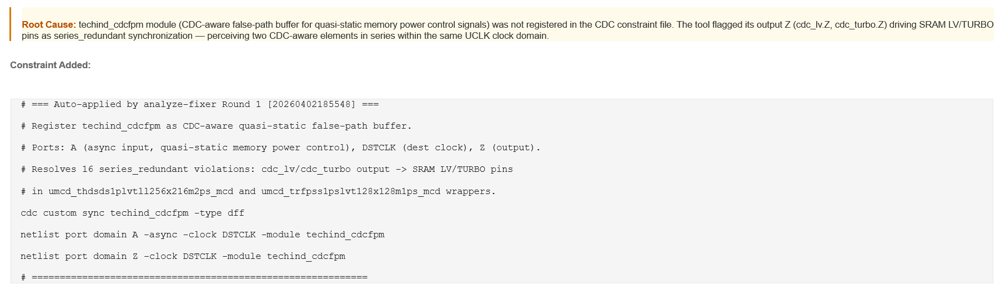 Root Cause: techind_cdcfpm module (CDC-aware false-path buffer for quasi-static memory power control signals) was not registered in the CDC constraint file. The tool flagged its output Z (cdc_lv.Z, cdc_turbo.Z) driving SRAM LV/TURBO
pins as series_redundant synchronization — perceiving two CDC-aware elements in series within the same UCLK clock domain.
Constraint Added:
# === Auto-applied by analyze-fixer Round 1 [20260402185548] ===
# Register techind_cdcfpm as CDC-aware quasi-static false-path buffer.
# Ports: A (async input, quasi-static memory power control), DSTCLK (dest clock), Z (output).
# Resolves 16 series_redundant violations: cdc_lv/cdc_turbo output -> SRAM LV/TURBO pins
# in umcd_thdsds1plvtll256x216m2ps_mcd and umcd_trfpss1pslvt128x128m1ps_mcd wrappers.
cdc custom sync techind_cdcfpm -type dff
netlist port domain A -async -clock DSTCLK -module techind_cdcfpm
netlist port domain Z -clock DSTCLK -module techind_cdcfpm
# ============================================================